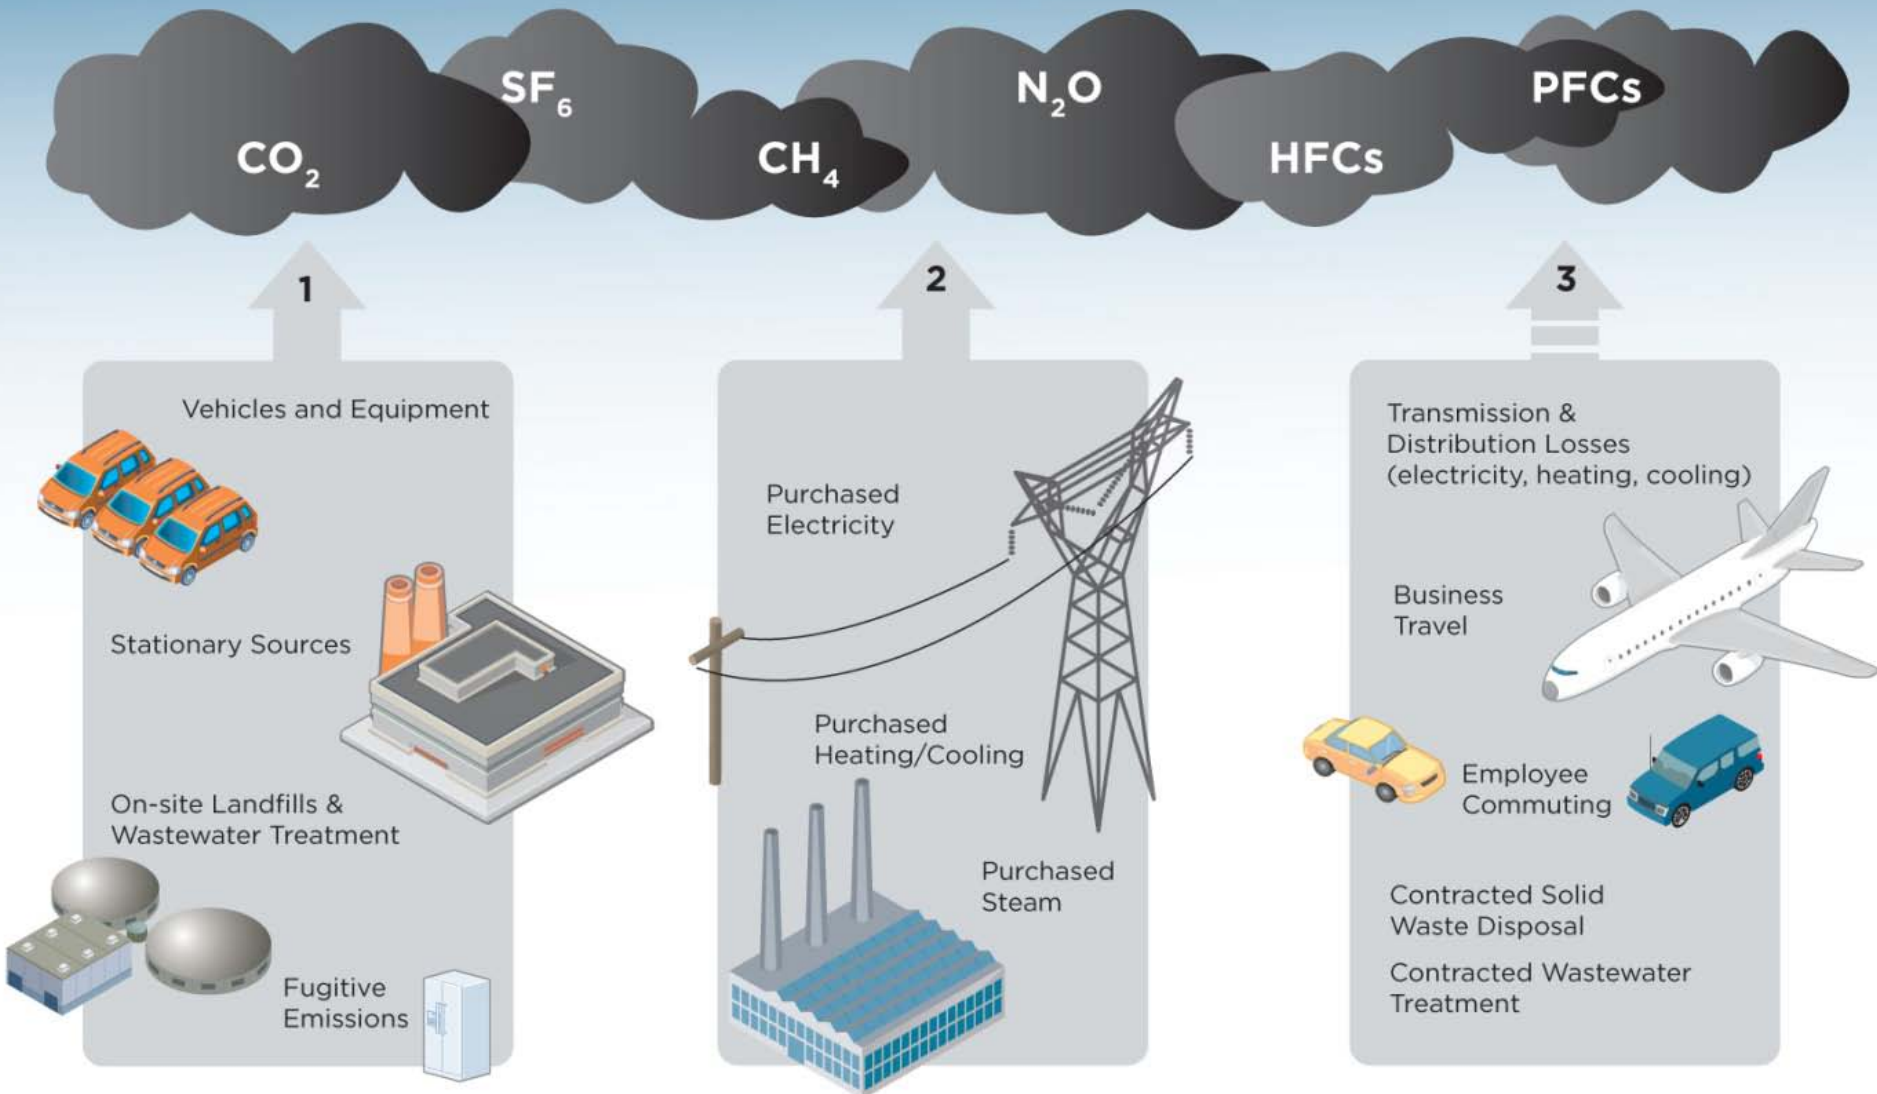 SF₆
N₂O
PFCs
CO₂
CH₄
HFCs
1
2
3
Vehicles and Equipment
Stationary Sources
On-site Landfills &
Wastewater Treatment
Fugitive
Emissions
Purchased
Electricity
Purchased
Heating/Cooling
Purchased
Steam
Transmission &
Distribution Losses
(electricity, heating, cooling)
Business
Travel
Employee
Commuting
Contracted Solid
Waste Disposal
Contracted Wastewater
Treatment